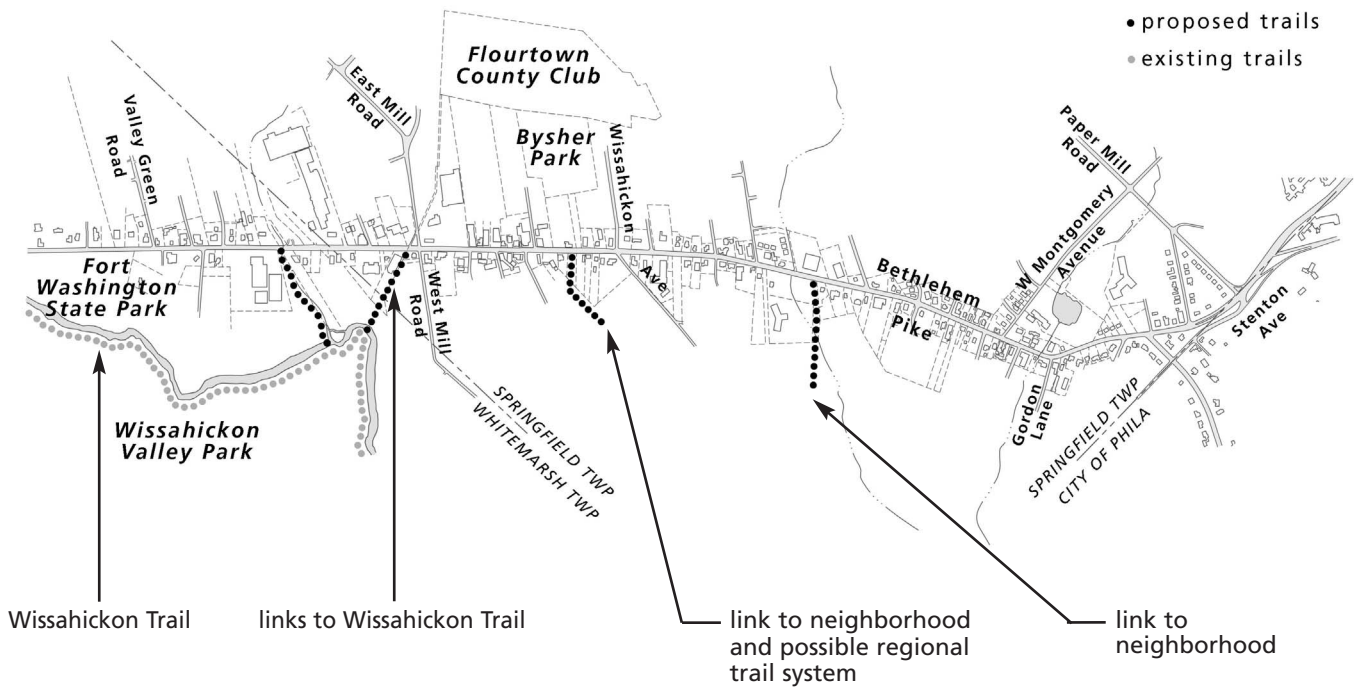 proposed trails
existing trails
Flourtown
County Club
East Mill
Road
Valley Green
Road
Bysher
Park
Wissahickon
Ave
Paper Mill
Road
W Montgomery
Avenue
Fort
Washington
State Park
West Mill
Road
Bethlehem
Pike
Stenton
Ave
Gordon
Lane
Wissahickon
Valley Park
SPRINGFIELD TWP
WHITEMARSH TWP
SPRINGFIELD TWP
CITY OF PHILA
Wissahickon Trail
links to Wissahickon Trail
link to neighborhood
and possible regional
trail system
link to
neighborhood